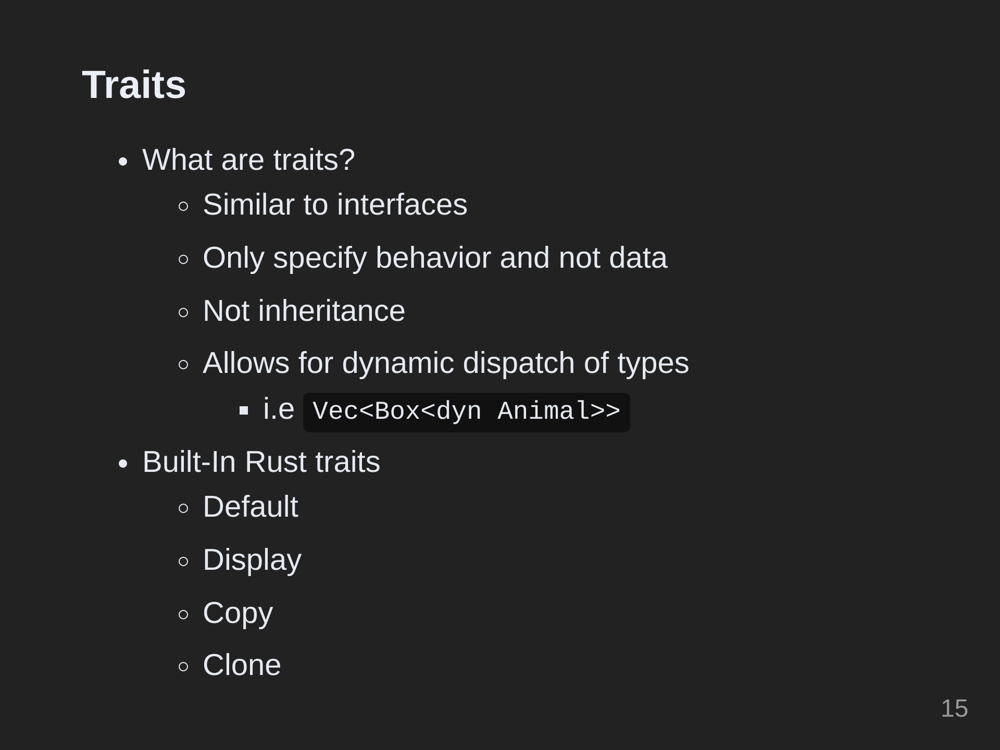 Traits
What are traits?
Similar to interfaces
Only specify behavior and not data
Not inheritance
Allows for dynamic dispatch of types
i.e Vec<Box<dyn Animal>>
Built-In Rust traits
Default
Display
Copy
Clone
15